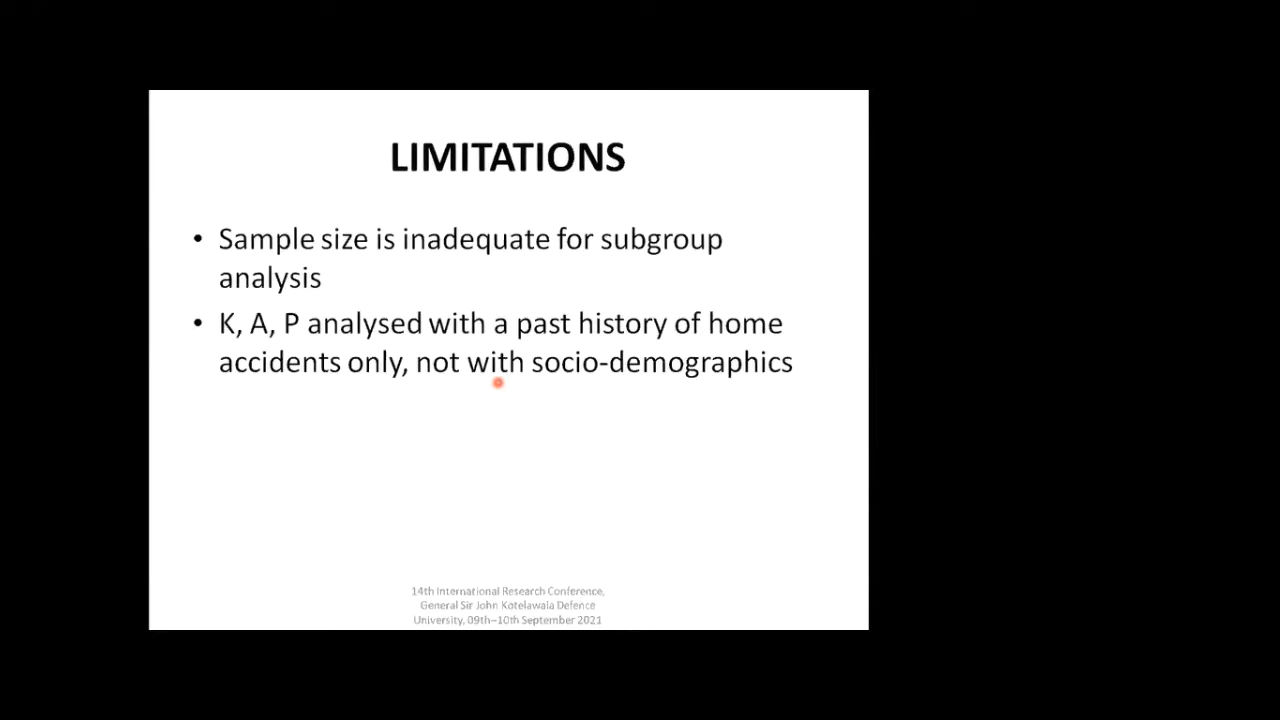 LIMITATIONS
• Sample size is inadequate for subgroup
analysis
• K, A, P analysed with a past history of home
accidents only, not with socio-demographics
14th International Research Conference,
General Sir John Kotelawala Defence
University, 09th–10th September 2021